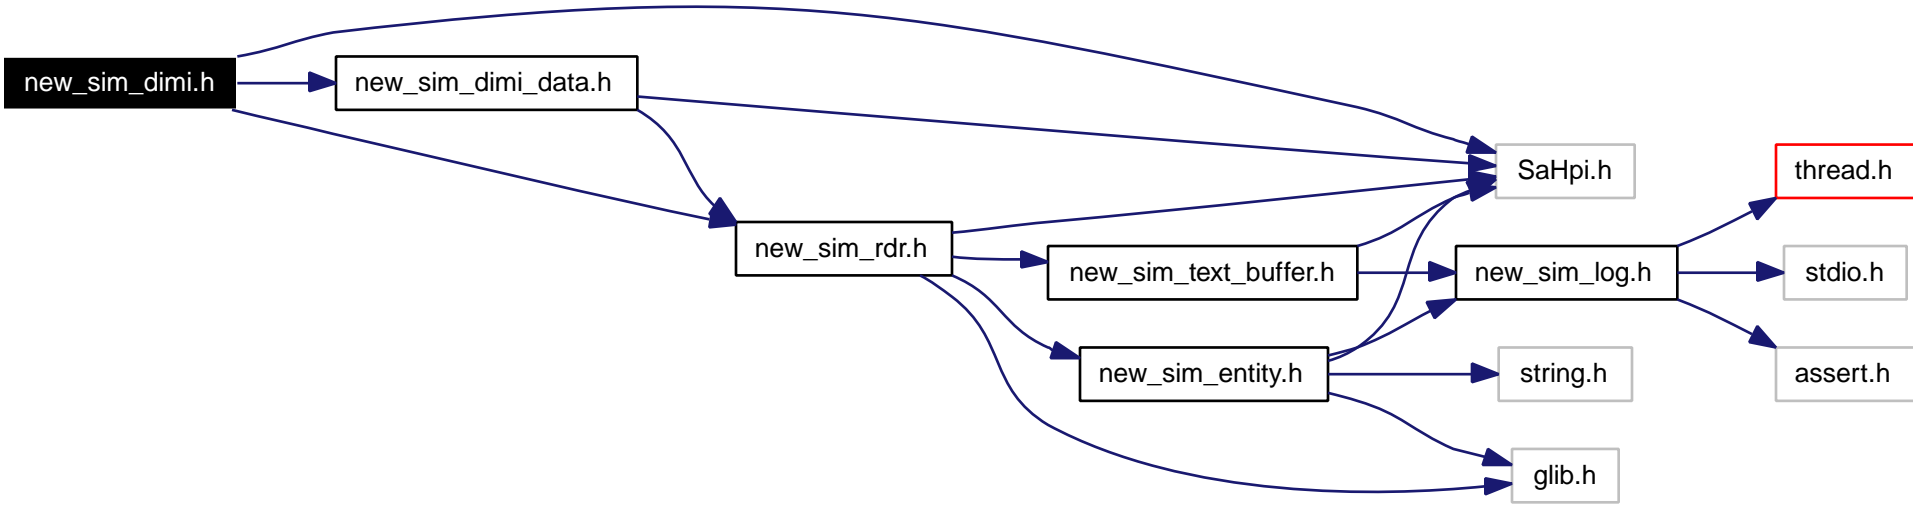 new_sim_dimi.h
new_sim_dimi_data.h
SaHpi.h
thread.h
new_sim_rdr.h
new_sim_text_buffer.h
new_sim_log.h
stdio.h
new_sim_entity.h
string.h
assert.h
glib.h